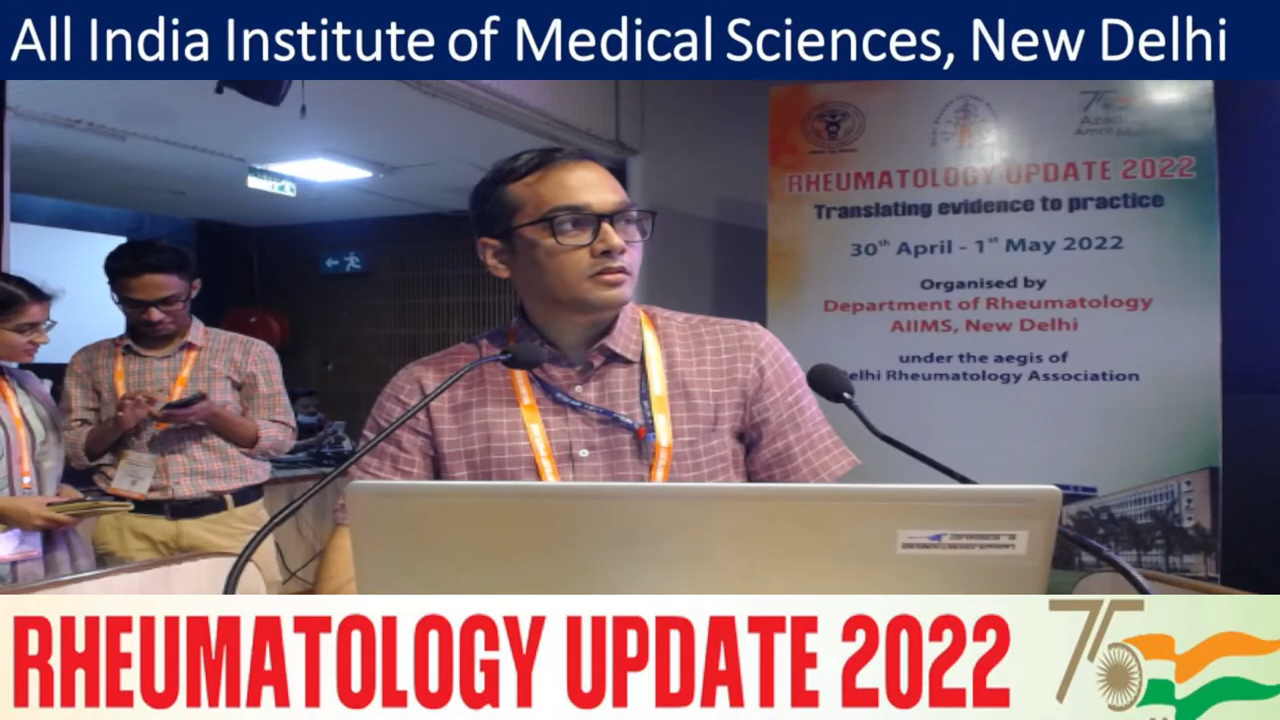 All India Institute of Medical Sciences, New Delhi
RHEUMATOLOGY UPDATE 2022
Translating evidence to practice
30th April - 1st May 2022
Organised by
Department of Rheumatology
AIIMS, New Delhi
under the aegis of
elhi Rheumatology Association
RHEUMATOLOGY UPDATE 2022
75